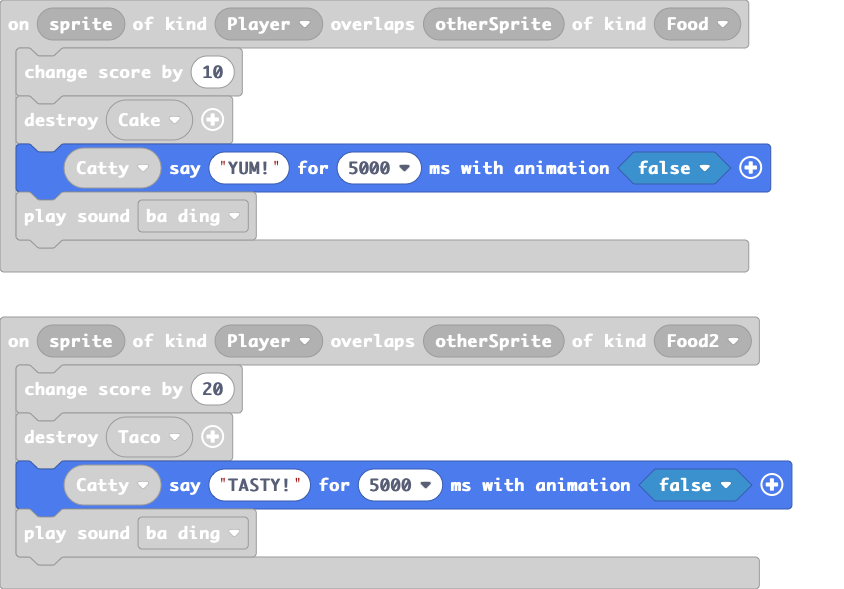 on sprite of kind Player overlaps otherSprite of kind Food
change score by 10
destroy Cake
Catty say "YUM!" for 5000 ms with animation false
play sound ba ding
on sprite of kind Player overlaps otherSprite of kind Food2
change score by 20
destroy Taco
Catty say "TASTY!" for 5000 ms with animation false
play sound ba ding